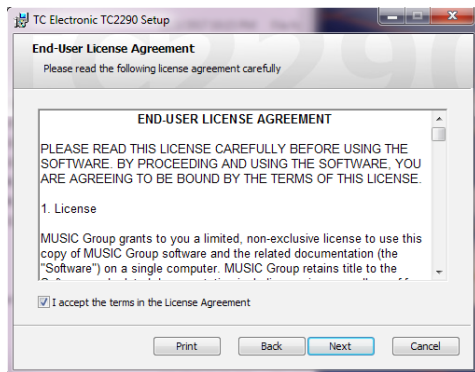 TC Electronic TC2290 Setup
End-User License Agreement
Please read the following license agreement carefully
END-USER LICENSE AGREEMENT
PLEASE READ THIS LICENSE CAREFULLY BEFORE USING THE
SOFTWARE. BY PROCEEDING AND USING THE SOFTWARE, YOU
ARE AGREEING TO BE BOUND BY THE TERMS OF THIS LICENSE.
1. License
MUSIC Group grants to you a limited, non-exclusive license to use this
copy of MUSIC Group software and the related documentation (the
"Software") on a single computer. MUSIC Group retains title to the
I accept the terms in the License Agreement
Print
Back
Next
Cancel